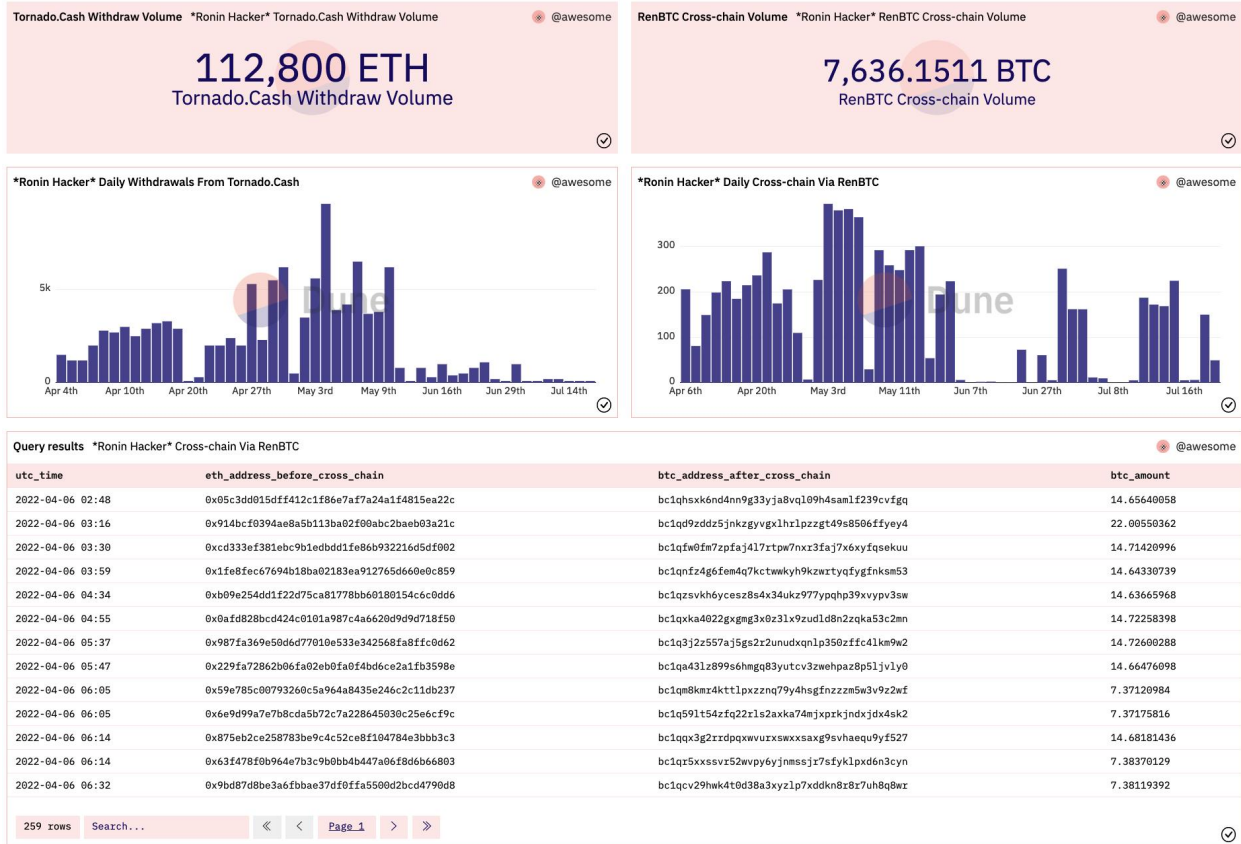 Tornado.Cash Withdraw Volume *Ronin Hacker* Tornado.Cash Withdraw Volume @awesome
112,800 ETH
Tornado.Cash Withdraw Volume
RenBTC Cross-chain Volume *Ronin Hacker* RenBTC Cross-chain Volume @awesome
7,636.1511 BTC
RenBTC Cross-chain Volume
*Ronin Hacker* Daily Withdrawals From Tornado.Cash @awesome
5k
0
Dune
Apr 4th Apr 10th Apr 20th Apr 27th May 3rd May 9th Jun 16th Jun 29th Jul 14th
*Ronin Hacker* Daily Cross-chain Via RenBTC @awesome
300
200
100
0
Dune
Apr 6th Apr 20th May 3rd May 11th Jun 7th Jun 27th Jul 8th Jul 16th
Query results *Ronin Hacker* Cross-chain Via RenBTC @awesome
utc_time eth_address_before_cross_chain btc_address_after_cross_chain btc_amount
2022-04-06 02:48 0x05c3dd015dff412c1f86e7af7a24a1f4815ea22c bc1qhsxk6nd4nn9g33yja8vql09h4samlf239cvfgq 14.65640058
2022-04-06 03:16 0x914bcf0394ae8a5b113ba02f00abc2baeb03a21c bc1qd9zddz5jnkzgyvgxlhrlpzzgt49s8506ffyey4 22.00550362
2022-04-06 03:30 0xcd333ef381ebc9b1edbdd1fe86b932216d5df002 bc1qfw0fm7zpfaj4l7rtpw7nxr3faj7x6xyfqsekuu 14.71420996
2022-04-06 03:59 0x1fe8fec67694b18ba02183ea912765d660e0c859 bc1qnfz4g6fem4q7kctwwkyh9kzwrtyqfygfnksm53 14.64330739
2022-04-06 04:34 0xb09e254dd1f22d75ca81778bb60180154c6c0dd6 bc1qzsvkh6ycesz8s4x34ukz977ypqhp39xvypv3sw 14.63665968
2022-04-06 04:55 0x0afd828bcd424c0101a987c4a6620d9d9d718f50 bc1qxka4022gxgmg3x0z3lx9zudld8n2zqka53c2mn 14.72258398
2022-04-06 05:37 0x987fa369e50d6d77010e533e342568fa8ffc0d62 bc1q3j2z557aj5gs2r2unudxqnlp350zffc4lkm9w2 14.72600288
2022-04-06 05:47 0x229fa72862b06fa02eb0fa0f4bd6ce2a1fb3598e bc1qa43lz899s6hmgq83yutcv3zwehpaz8p5ljvly0 14.66476098
2022-04-06 06:05 0x59e785c00793260c5a964a8435e246c2c11db237 bc1qm8kmr4kttlpxzznq79y4hsgfnzzzm5w3v9z2wf 7.37120984
2022-04-06 06:05 0x6e9d99a7e7b8cda5b72c7a228645030c25e6cf9c bc1q59lt54zfq22rls2axka74mjxprkjndxjdx4sk2 7.37175816
2022-04-06 06:14 0x875eb2ce258783be9c4c52ce8f104784e3bbb3c3 bc1qqx3g2rrdpqxwvurxswxxsaxg9svhaequ9yf527 14.68181436
2022-04-06 06:14 0x63f478f0b964e7b3c9b0bb4b447a06f8d6b66803 bc1qr5xxssvr52wvpy6yjnmssjr7sfyklpxd6n3cyn 7.38370129
2022-04-06 06:32 0x9bd87d8be3a6fbbae37df0ffa5500d2bcd4790d8 bc1qcv29hwk4t0d38a3xyzlp7xddkn8r8r7uh8q8wr 7.38119392
259 rows Search... Page 1